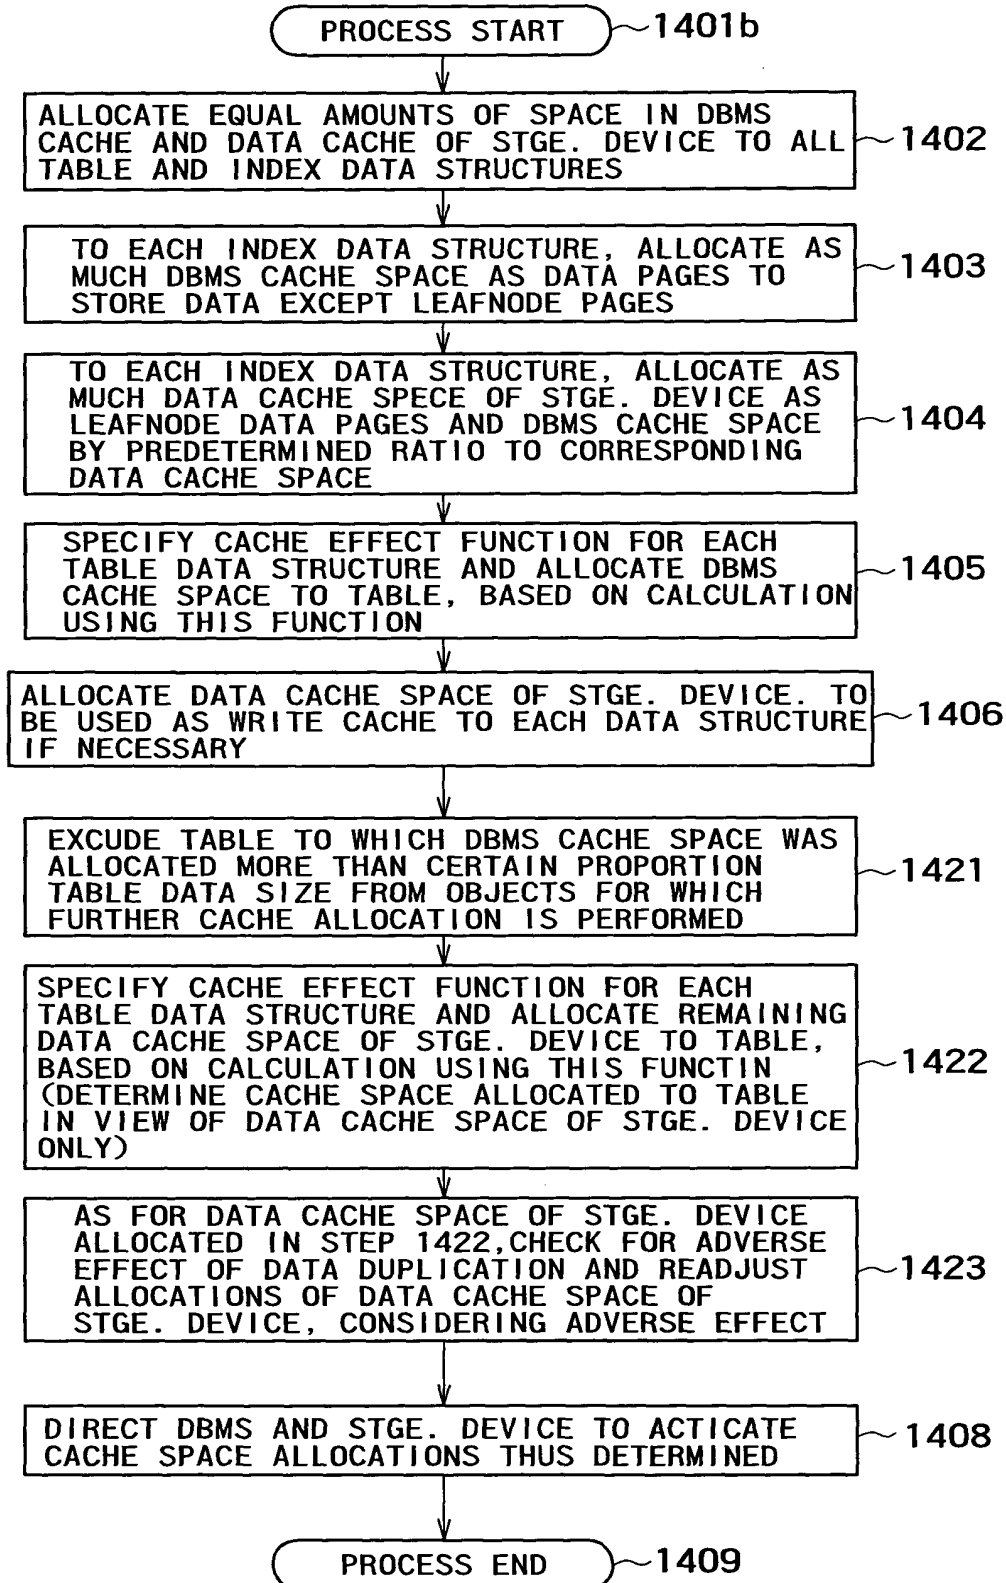 PROCESS START
1401b
ALLOCATE EQUAL AMOUNTS OF SPACE IN DBMS
CACHE AND DATA CACHE OF STGE. DEVICE TO ALL
TABLE AND INDEX DATA STRUCTURES
1402
TO EACH INDEX DATA STRUCTURE, ALLOCATE AS
MUCH DBMS CACHE SPACE AS DATA PAGES TO
STORE DATA EXCEPT LEAFNODE PAGES
1403
TO EACH INDEX DATA STRUCTURE, ALLOCATE AS
MUCH DATA CACHE SPECE OF STGE. DEVICE AS
LEAFNODE DATA PAGES AND DBMS CACHE SPACE
BY PREDETERMINED RATIO TO CORRESPONDING
DATA CACHE SPACE
1404
SPECIFY CACHE EFFECT FUNCTION FOR EACH
TABLE DATA STRUCTURE AND ALLOCATE DBMS
CACHE SPACE TO TABLE, BASED ON CALCULATION
USING THIS FUNCTION
1405
ALLOCATE DATA CACHE SPACE OF STGE. DEVICE. TO
BE USED AS WRITE CACHE TO EACH DATA STRUCTURE
IF NECESSARY
1406
EXCUDE TABLE TO WHICH DBMS CACHE SPACE WAS
ALLOCATED MORE THAN CERTAIN PROPORTION
TABLE DATA SIZE FROM OBJECTS FOR WHICH
FURTHER CACHE ALLOCATION IS PERFORMED
1421
SPECIFY CACHE EFFECT FUNCTION FOR EACH
TABLE DATA STRUCTURE AND ALLOCATE REMAINING
DATA CACHE SPACE OF STGE. DEVICE TO TABLE,
BASED ON CALCULATION USING THIS FUNCTIN
(DETERMINE CACHE SPACE ALLOCATED TO TABLE
IN VIEW OF DATA CACHE SPACE OF STGE. DEVICE
ONLY)
1422
AS FOR DATA CACHE SPACE OF STGE. DEVICE
ALLOCATED IN STEP 1422, CHECK FOR ADVERSE
EFFECT OF DATA DUPLICATION AND READJUST
ALLOCATIONS OF DATA CACHE SPACE OF
STGE. DEVICE, CONSIDERING ADVERSE EFFECT
1423
DIRECT DBMS AND STGE. DEVICE TO ACTICATE
CACHE SPACE ALLOCATIONS THUS DETERMINED
1408
PROCESS END
1409